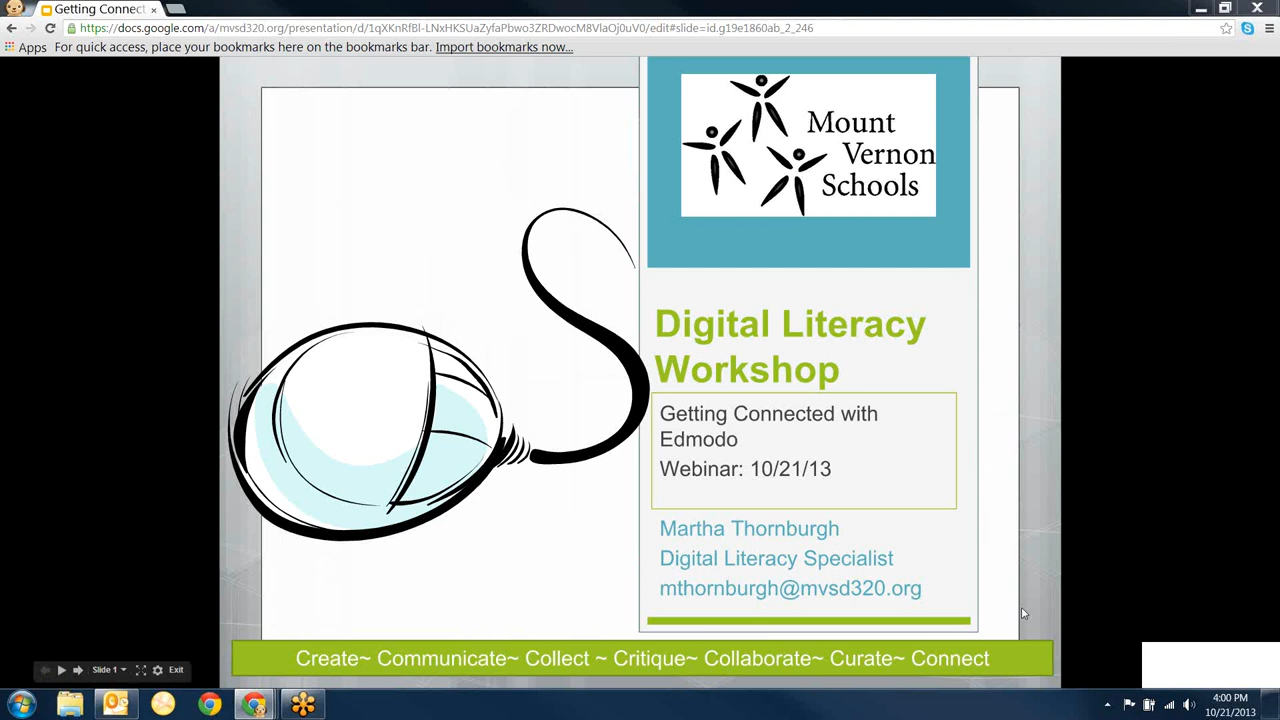 Getting Connect
https://docs.google.com/a/mvsd320.org/presentation/d/1qXKnRfBl-LNxHKSUaZyfaPbwo3ZRDwocM8VlaOj0uV0/edit#slide=id.g19e1860ab_2_246
Apps For quick access, place your bookmarks here on the bookmarks bar. Import bookmarks now...
Mount
Vernon
Schools
Digital Literacy
Workshop
Getting Connected with
Edmodo
Webinar: 10/21/13
Martha Thornburgh
Digital Literacy Specialist
mthornburgh@mvsd320.org
Create~ Communicate~ Collect ~ Critique~ Collaborate~ Curate~ Connect
Slide 1 Exit
4:00 PM
10/21/2013